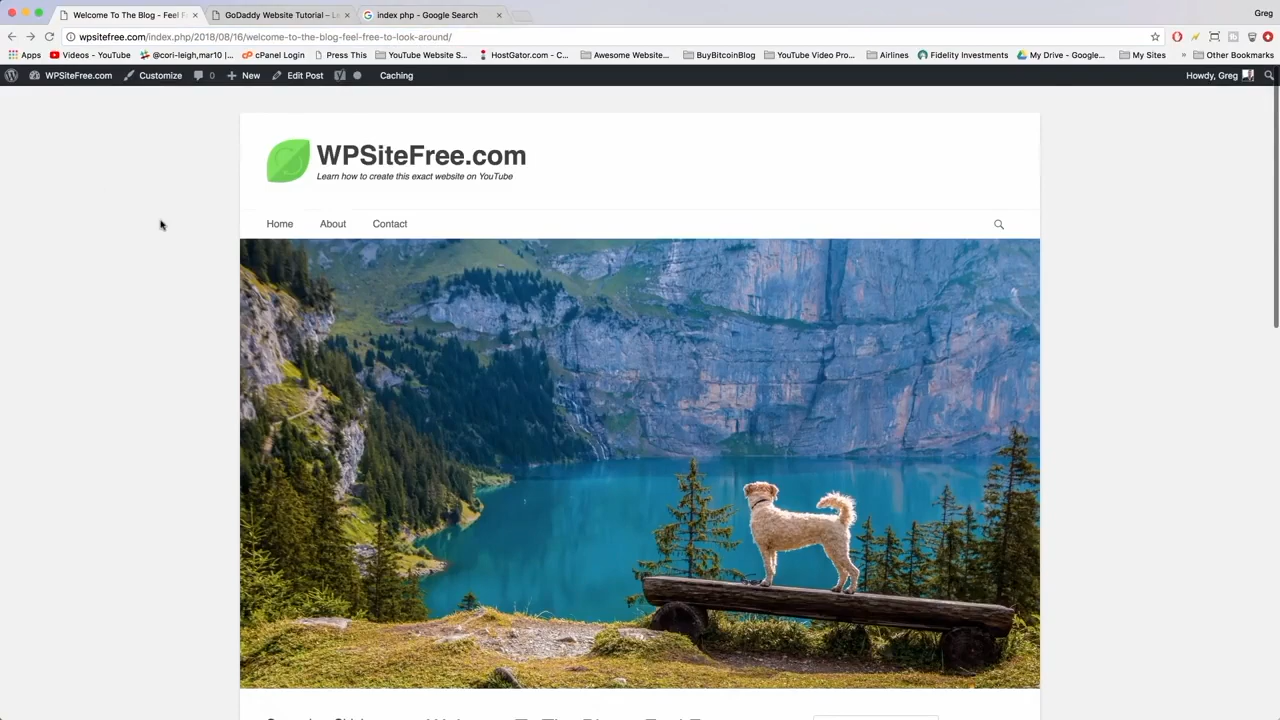 Welcome To The Blog - Feel F
GoDaddy Website Tutorial – L
index php - Google Search
Greg
wpsitefree.com/index.php/2018/08/16/welcome-to-the-blog-feel-free-to-look-around/
Apps Videos - YouTube @cori-leigh,mar10 |... cPanel Login Press This YouTube Website S... HostGator.com - C... Awesome Website... BuyBitcoinBlog YouTube Video Pro... Airlines Fidelity Investments My Drive - Google... My Sites » Other Bookmarks
WPSiteFree.com Customize 0 New Edit Post Caching Howdy, Greg
WPSiteFree.com
Learn how to create this exact website on YouTube
Home About Contact